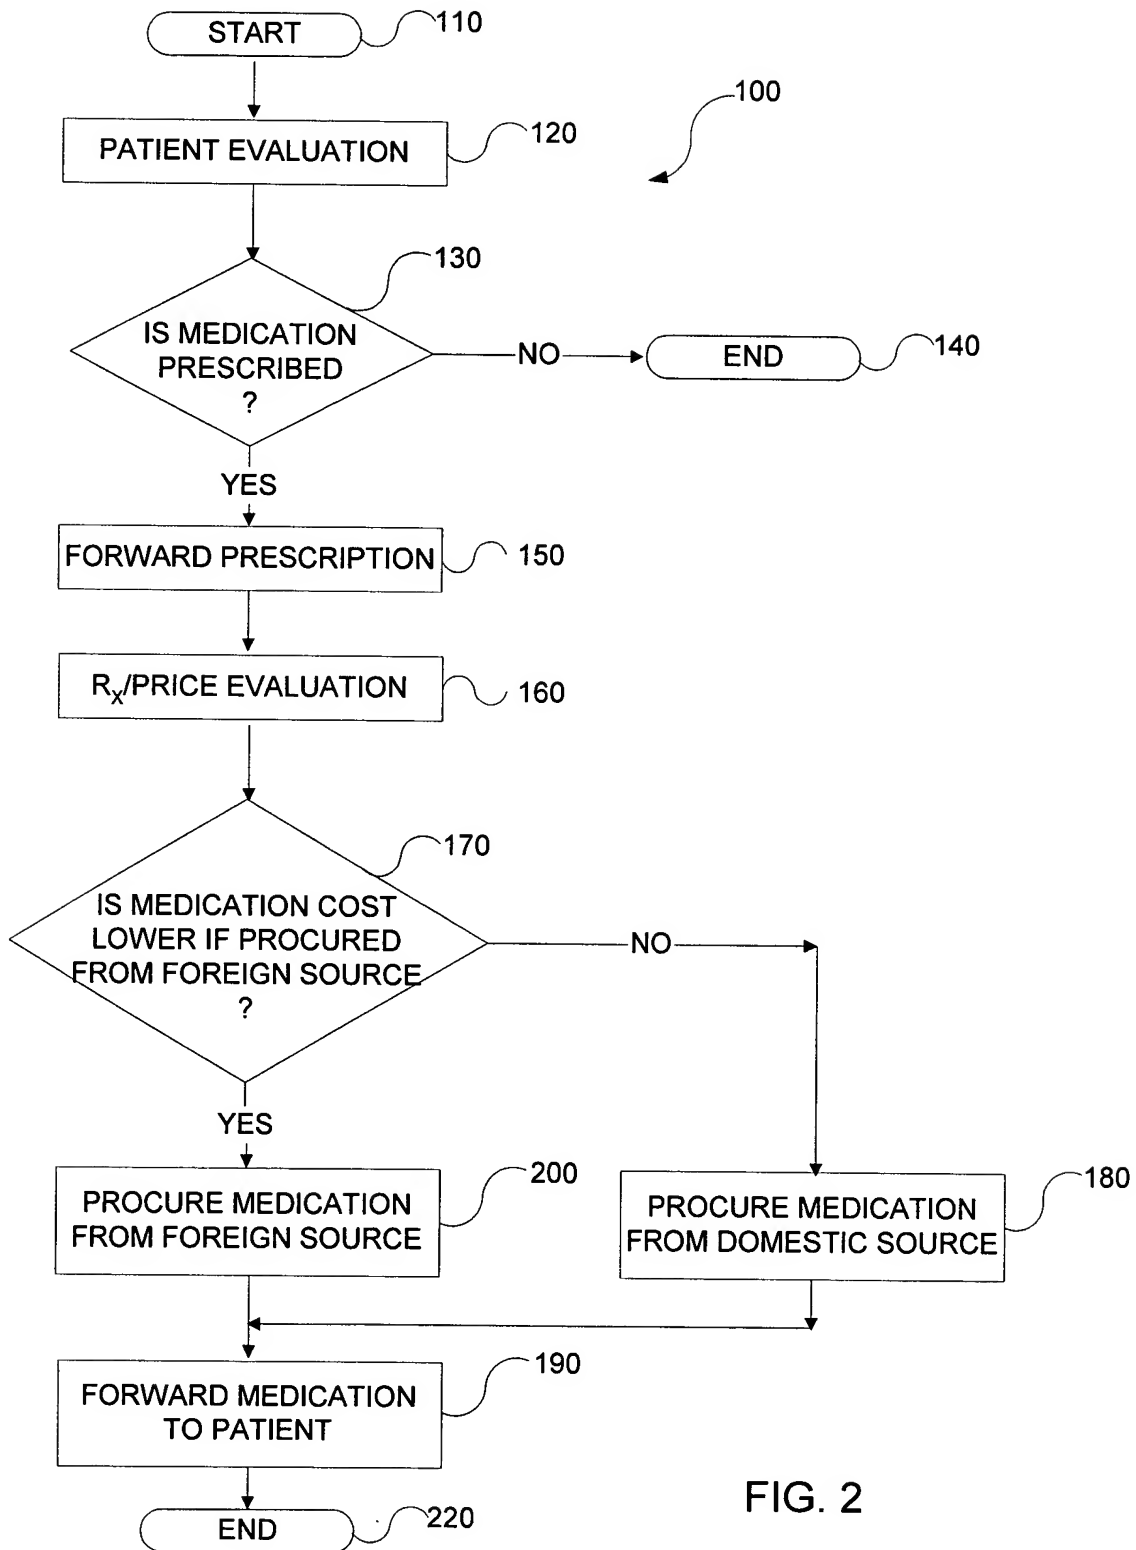 START
110
100
PATIENT EVALUATION
120
130
IS MEDICATION
PRESCRIBED
?
NO
END
140
YES
FORWARD PRESCRIPTION
150
RX/PRICE EVALUATION
160
170
IS MEDICATION COST
LOWER IF PROCURED
FROM FOREIGN SOURCE
?
NO
YES
PROCURE MEDICATION
FROM FOREIGN SOURCE
200
PROCURE MEDICATION
FROM DOMESTIC SOURCE
180
FORWARD MEDICATION
TO PATIENT
190
END
220
FIG. 2